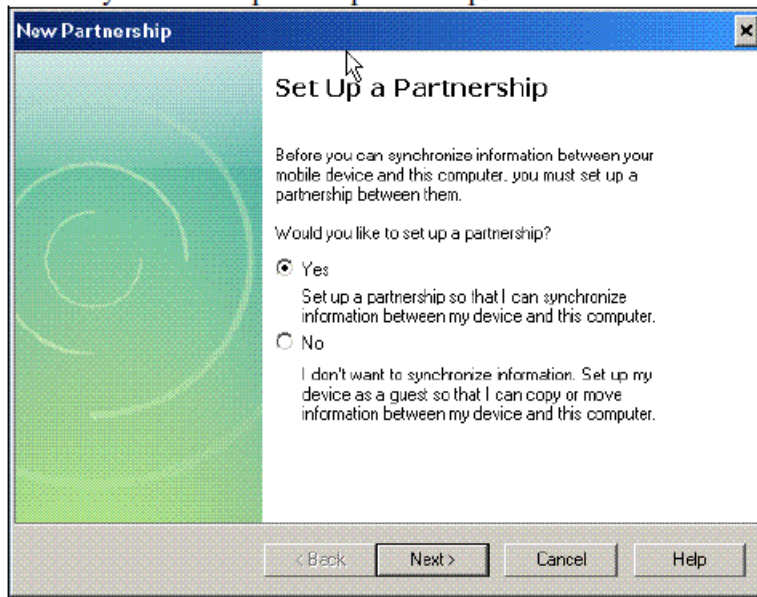 New Partnership
Set Up a Partnership
Before you can synchronize information between your
mobile device and this computer, you must set up a
partnership between them.
Would you like to set up a partnership?
Yes
Set up a partnership so that I can synchronize
information between my device and this computer.
No
I don't want to synchronize information. Set up my
device as a guest so that I can copy or move
information between my device and this computer.
< Back
Next >
Cancel
Help